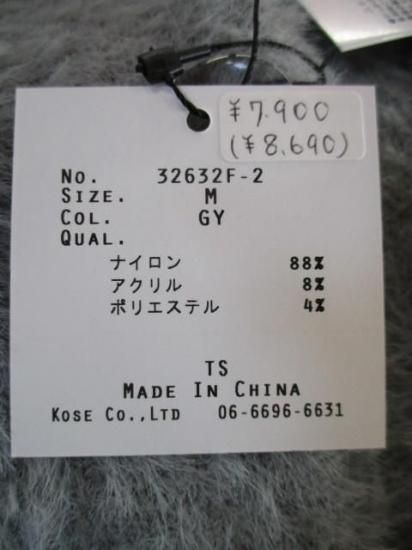 ¥7.900
(¥8.690)
No. 32632F-2
SIZE. M
COL. GY
QUAL.
ナイロン 88%
アクリル 8%
ポリエステル 4%
TS
MADE IN CHINA
KOSE CO.,LTD 06-6696-6631